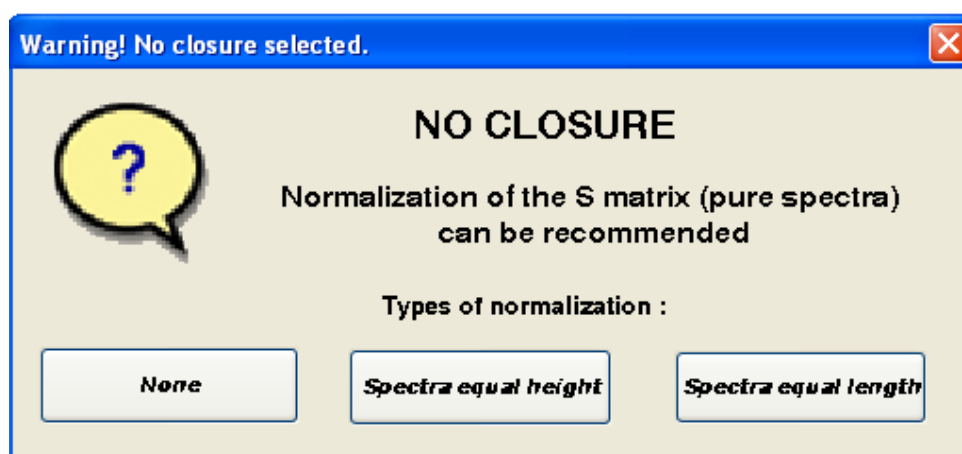 Warning! No closure selected.
?
NO CLOSURE
Normalization of the S matrix (pure spectra)
can be recommended
Types of normalization :
None
Spectra equal height
Spectra equal length